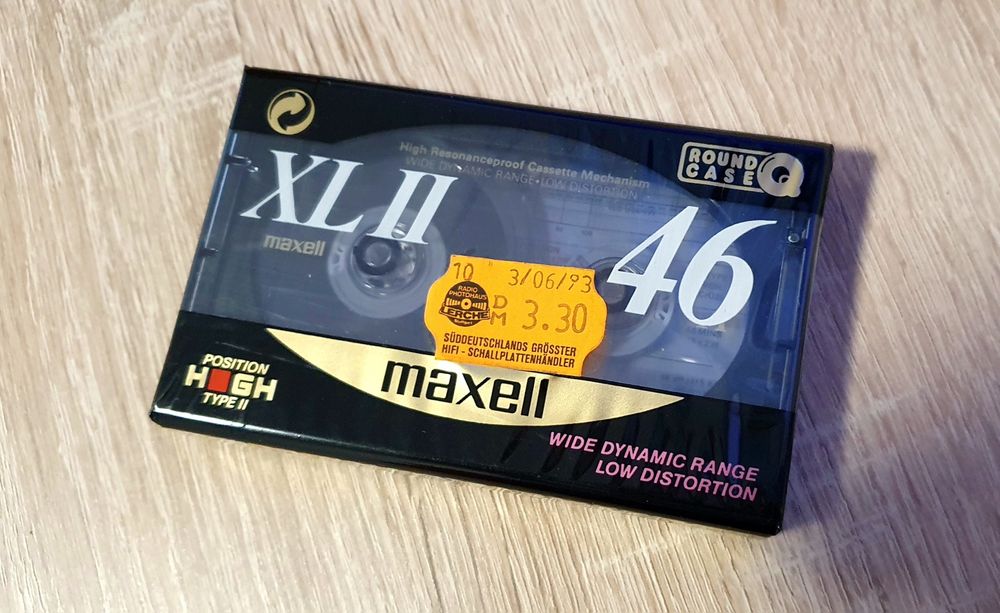 ROUND
CASE
High Resonanceproof Cassette Mechanism
WIDE DYNAMIC RANGE•LOW DISTORTION
XL II
46
maxell
10 3/06/93
RADIO
PHOTOHAUS
LERCHE
DM 3.30
SÜDDEUTSCHLANDS GRÖSSTER
HIFI - SCHALLPLATTENHÄNDLER
POSITION
HIGH
TYPE II
maxell
WIDE DYNAMIC RANGE
LOW DISTORTION